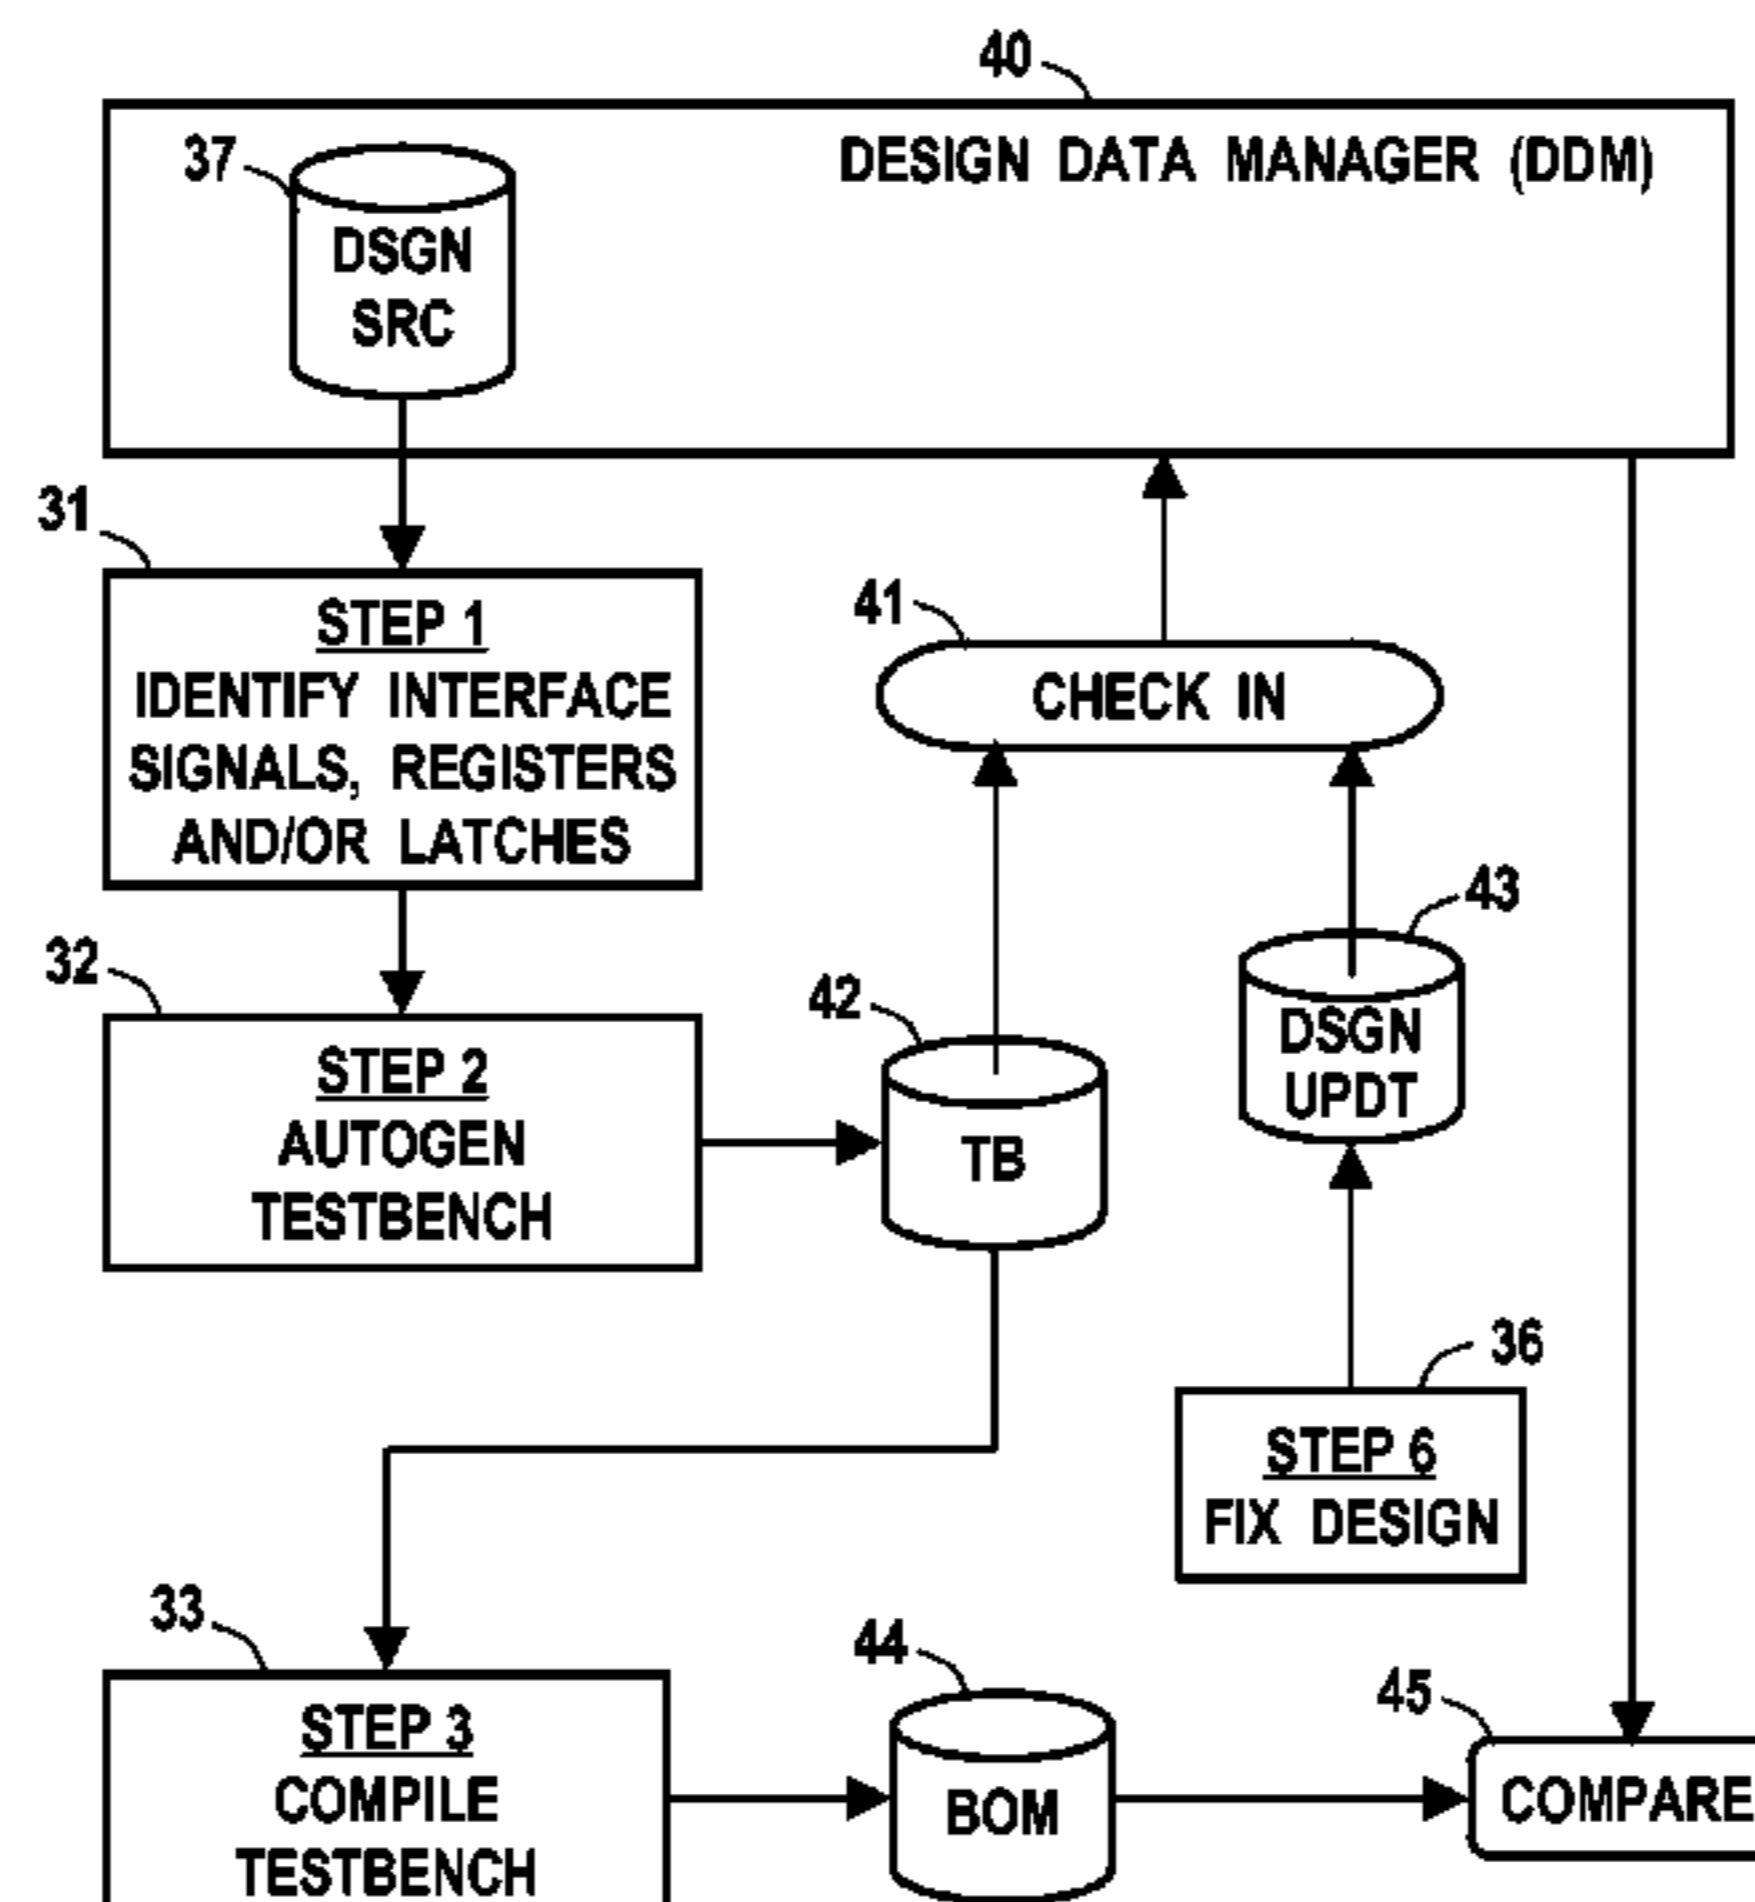 40
37
DESIGN DATA MANAGER (DDM)
DSGN
SRC
31
STEP 1
IDENTIFY INTERFACE
SIGNALS, REGISTERS
AND/OR LATCHES
41
CHECK IN
43
DSGN
UPDT
32
STEP 2
AUTOGEN
TESTBENCH
42
TB
36
STEP 6
FIX DESIGN
33
STEP 3
COMPILE
TESTBENCH
44
BOM
45
COMPARE